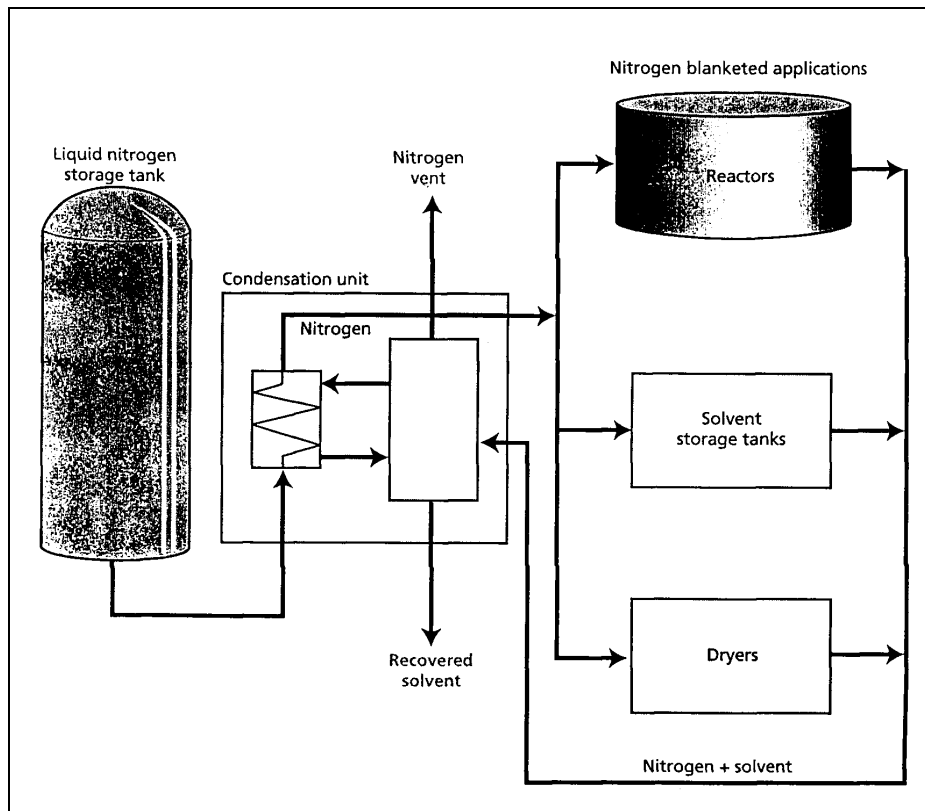 Nitrogen blanketed applications
Liquid nitrogen
storage tank
Nitrogen
vent
Reactors
Condensation unit
Nitrogen
Solvent
storage tanks
Recovered
solvent
Dryers
Nitrogen + solvent